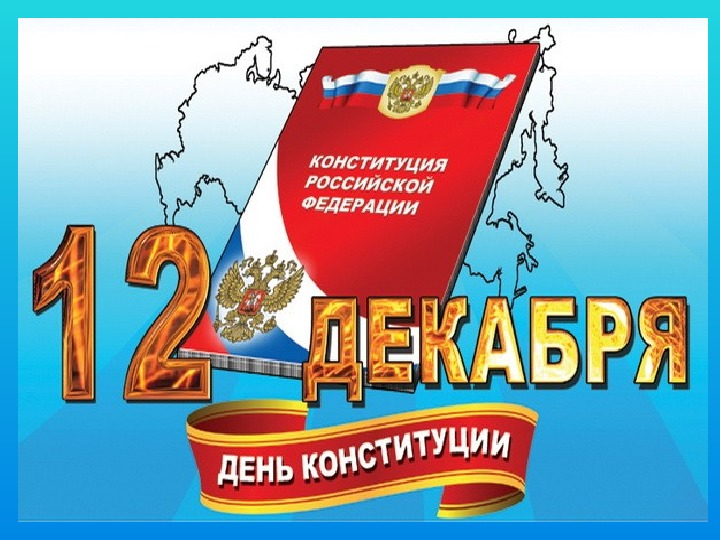 КОНСТИТУЦИЯ
РОССИЙСКОЙ
ФЕДЕРАЦИИ
12 ДЕКАБРЯ
ДЕНЬ КОНСТИТУЦИИ